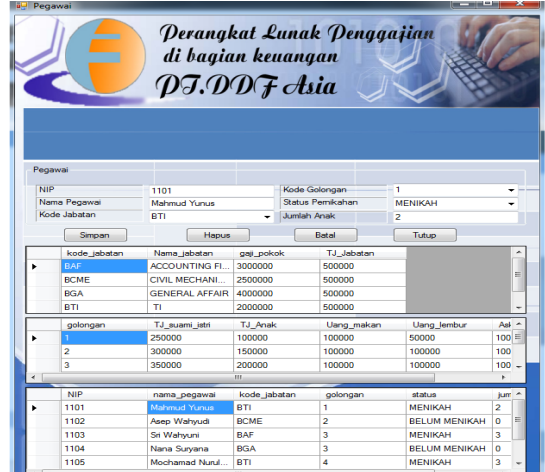 Pegawai
Perangkat Lunak Penggajian
di bagian keuangan
PT.DDF Asia
Pegawai
NIP 1101 Kode Golongan 1
Nama Pegawai Mahmud Yunus Status Pernikahan MENIKAH
Kode Jabatan BTI Jumlah Anak 2
Simpan Hapus Batal Tutup
kode_jabatan Nama_jabatan gaji_pokok TJ_Jabatan
BAF ACCOUNTING FI... 3000000 500000
BCME CIVIL MECHANI... 2500000 500000
BGA GENERAL AFFAIR 4000000 500000
BTI TI 2000000 500000
golongan TJ_suami_istri TJ_Anak Uang_makan Uang_lembur
1 250000 100000 100000 50000 100
2 300000 150000 100000 100000 100
3 350000 200000 100000 100000 100
NIP nama_pegawai kode_jabatan golongan status jum
1101 Mahmud Yunus BTI 1 MENIKAH 2
1102 Asep Wahyudi BCME 2 BELUM MENIKAH 0
1103 Sri Wahyuni BAF 3 MENIKAH 3
1104 Nana Suryana BGA 3 BELUM MENIKAH 0
1105 Mochamad Nurul... BTI 4 MENIKAH 3